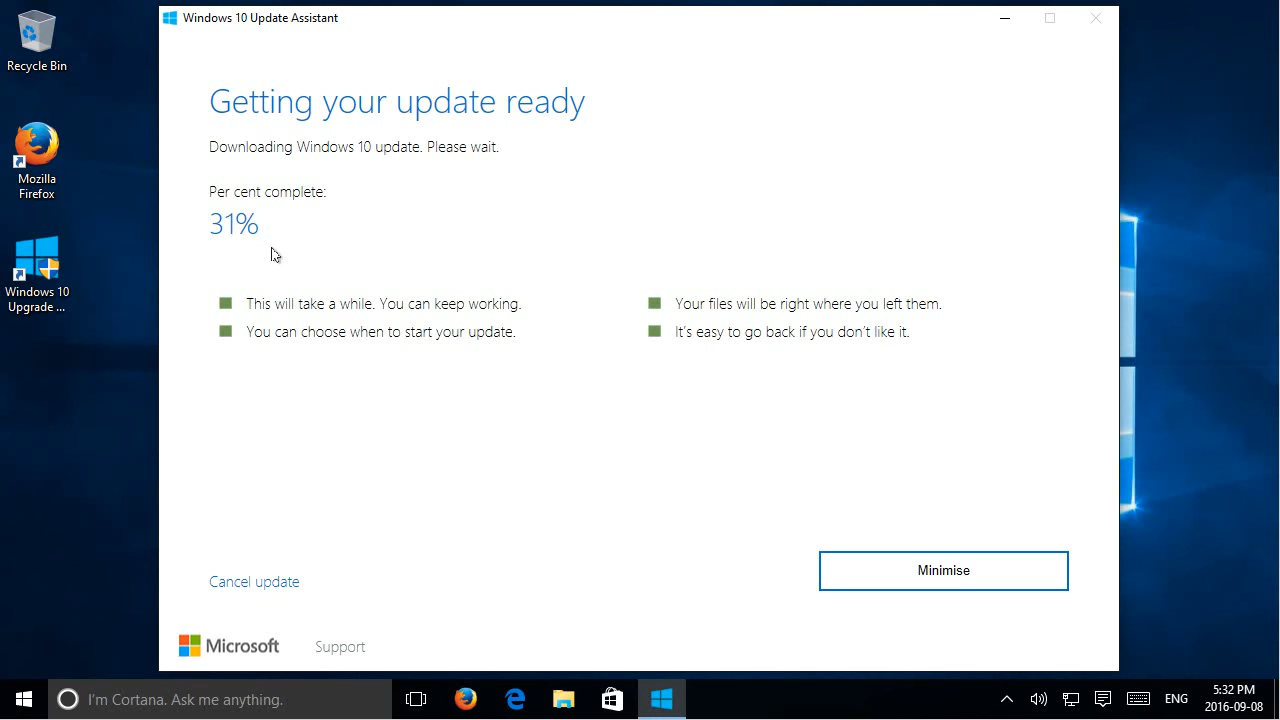 Windows 10 Update Assistant
Recycle Bin
Mozilla
Firefox
Windows 10
Upgrade ...
Getting your update ready
Downloading Windows 10 update. Please wait.
Per cent complete:
31%
This will take a while. You can keep working.
You can choose when to start your update.
Your files will be right where you left them.
It's easy to go back if you don't like it.
Cancel update
Minimise
Microsoft
Support
I'm Cortana. Ask me anything.
ENG
5:32 PM
2016-09-08